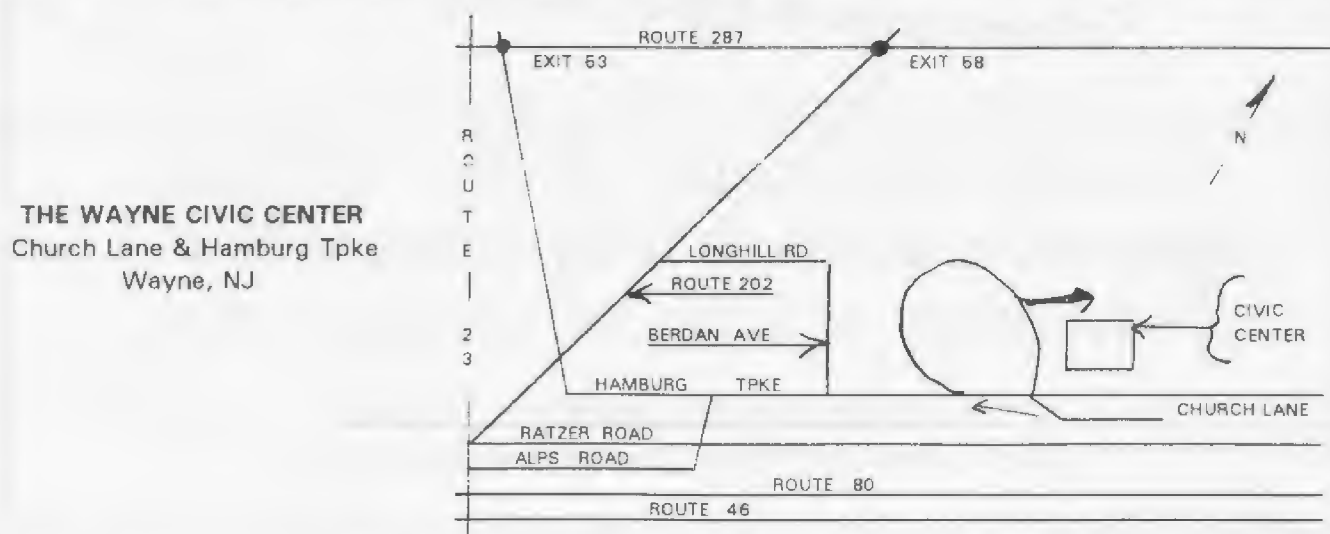 THE WAYNE CIVIC CENTER
Church Lane & Hamburg Tpke
Wayne, NJ
ROUTE 287
EXIT 53
EXIT 58
N
ROUTE 23
LONGHILL RD
ROUTE 202
BERDAN AVE
CIVIC
CENTER
HAMBURG TPKE
CHURCH LANE
RATZER ROAD
ALPS ROAD
ROUTE 80
ROUTE 46